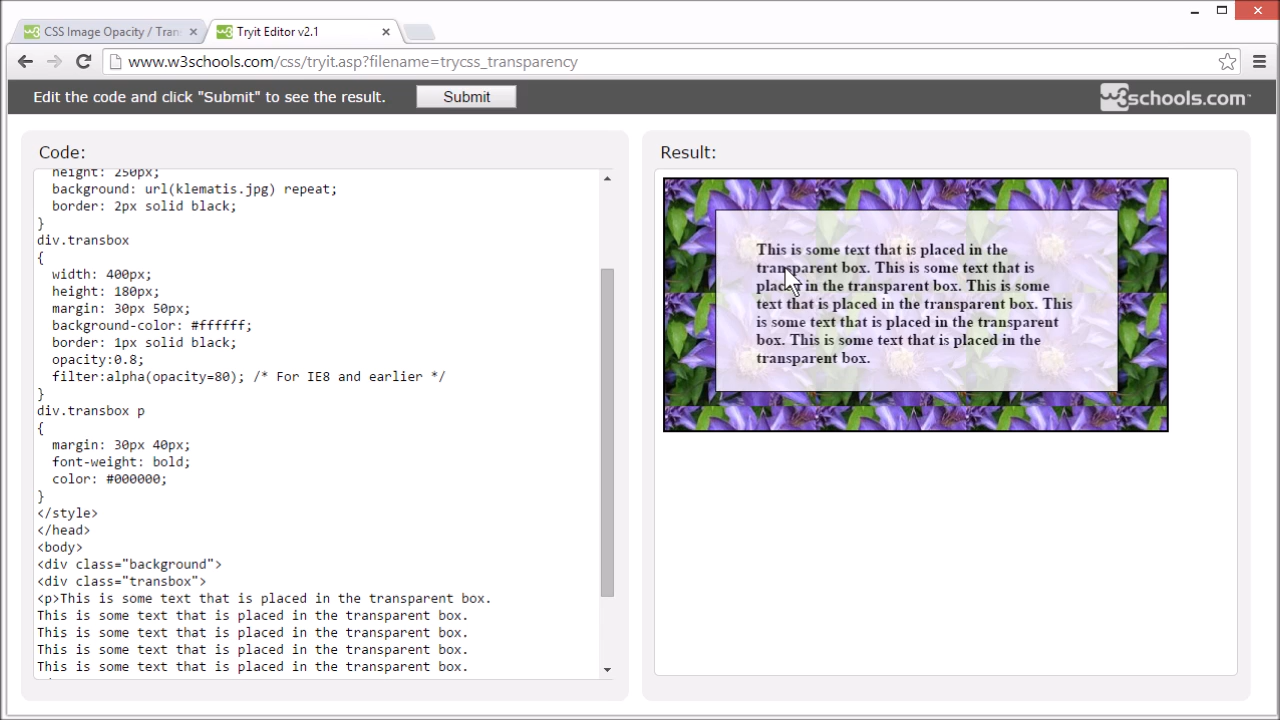 CSS Image Opacity / Tran
Tryit Editor v2.1
www.w3schools.com/css/tryit.asp?filename=trycss_transparency
Edit the code and click "Submit" to see the result.
Submit
w3schools.com
Code:
height: 250px;
background: url(klematis.jpg) repeat;
border: 2px solid black;
}
div.transbox
{
width: 400px;
height: 180px;
margin: 30px 50px;
background-color: #ffffff;
border: 1px solid black;
opacity:0.8;
filter:alpha(opacity=80); /* For IE8 and earlier */
}
div.transbox p
{
margin: 30px 40px;
font-weight: bold;
color: #000000;
}
</style>
</head>
<body>
<div class="background">
<div class="transbox">
<p>This is some text that is placed in the transparent box.
This is some text that is placed in the transparent box.
This is some text that is placed in the transparent box.
This is some text that is placed in the transparent box.
This is some text that is placed in the transparent box.
Result:
This is some text that is placed in the
transparent box. This is some text that is
placed in the transparent box. This is some
text that is placed in the transparent box. This
is some text that is placed in the transparent
box. This is some text that is placed in the
transparent box.